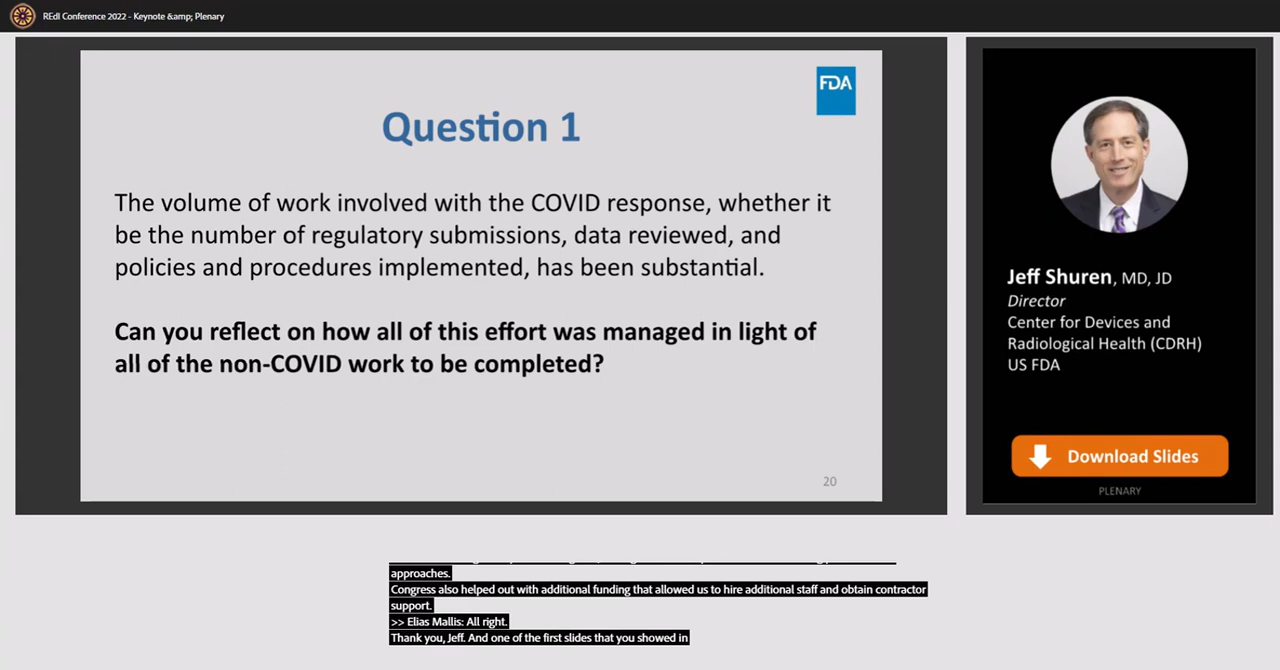 REdI Conference 2022 - Keynote &amp; Plenary
FDA
Question 1
The volume of work involved with the COVID response, whether it
be the number of regulatory submissions, data reviewed, and
policies and procedures implemented, has been substantial.
Can you reflect on how all of this effort was managed in light of
all of the non-COVID work to be completed?
20
Jeff Shuren, MD, JD
Director
Center for Devices and
Radiological Health (CDRH)
US FDA
Download Slides
PLENARY
approaches.
Congress also helped out with additional funding that allowed us to hire additional staff and obtain contractor
support.
>> Elias Mallis: All right.
Thank you, Jeff. And one of the first slides that you showed in